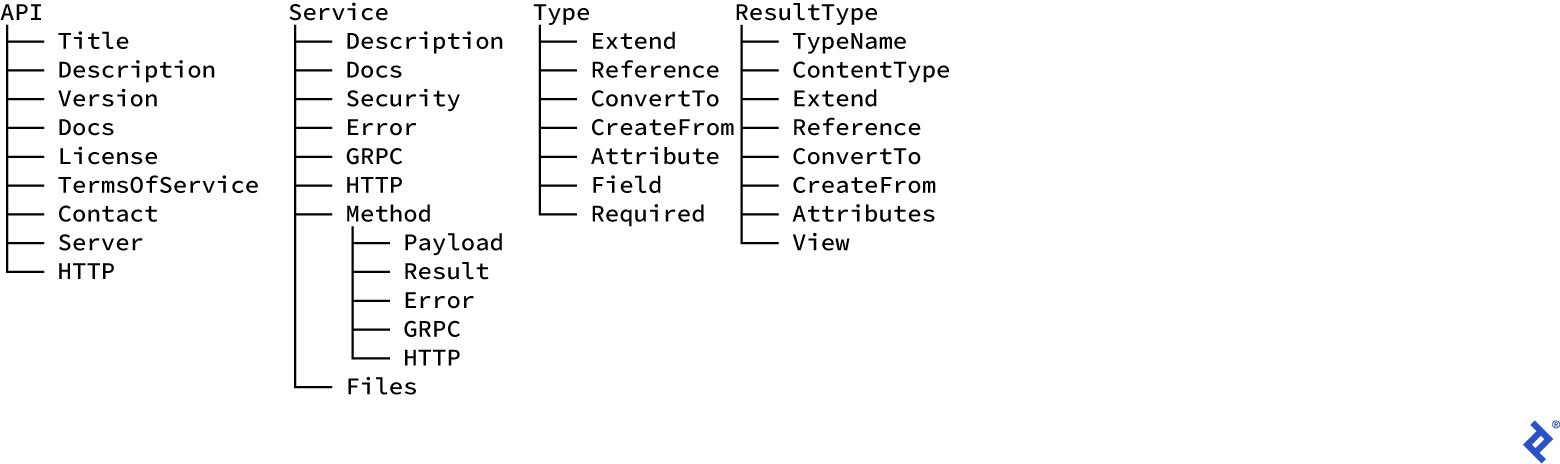 API
Title
Description
Version
Docs
License
TermsOfService
Contact
Server
HTTP
Service
Description
Docs
Security
Error
GRPC
HTTP
Method
Payload
Result
Error
GRPC
HTTP
Files
Type
Extend
Reference
ConvertTo
CreateFrom
Attribute
Field
Required
ResultType
TypeName
ContentType
Extend
Reference
ConvertTo
CreateFrom
Attributes
View
®